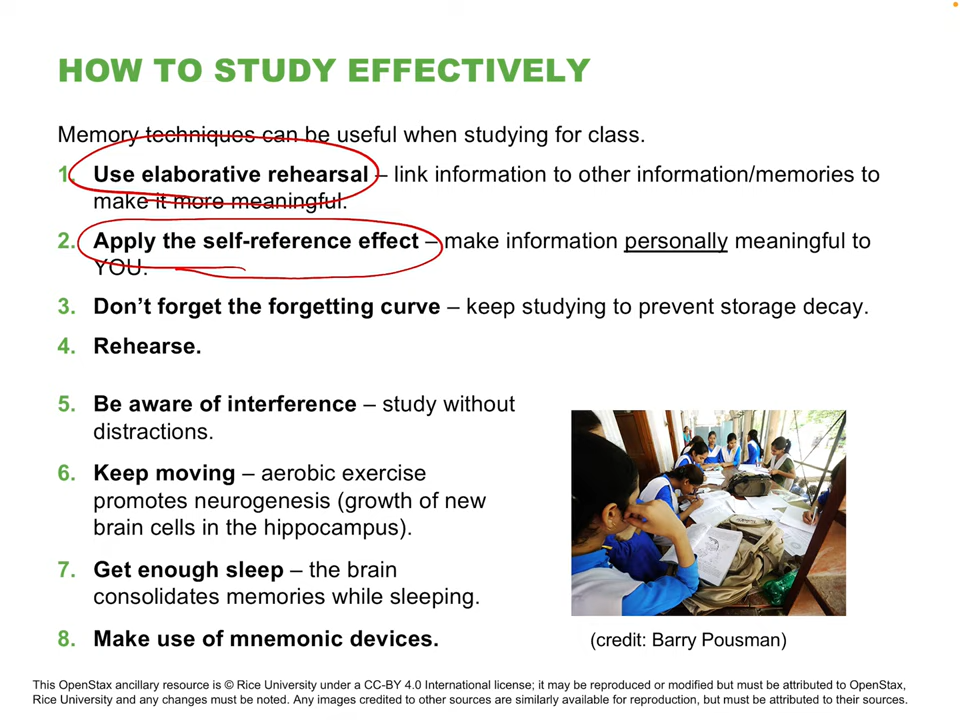 HOW TO STUDY EFFECTIVELY
Memory techniques can be useful when studying for class.
1. Use elaborative rehearsal – link information to other information/memories to
make it more meaningful.
2. Apply the self-reference effect – make information personally meaningful to
YOU.
3. Don’t forget the forgetting curve – keep studying to prevent storage decay.
4. Rehearse.
5. Be aware of interference – study without
distractions.
6. Keep moving – aerobic exercise
promotes neurogenesis (growth of new
brain cells in the hippocampus).
7. Get enough sleep – the brain
consolidates memories while sleeping.
8. Make use of mnemonic devices.
(credit: Barry Pousman)
This OpenStax ancillary resource is © Rice University under a CC-BY 4.0 International license; it may be reproduced or modified but must be attributed to OpenStax,
Rice University and any changes must be noted. Any images credited to other sources are similarly available for reproduction, but must be attributed to their sources.